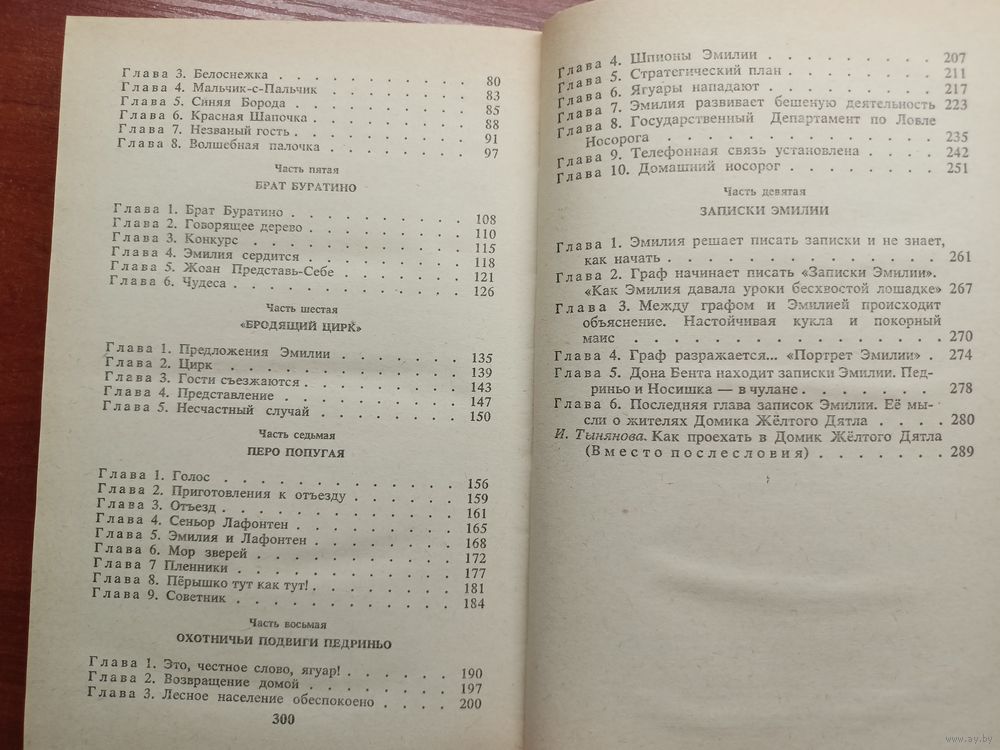 Глава 3. Белоснежка . . . . . . . . . . . 80
Глава 4. Мальчик-с-Пальчик . . . . . . . . 83
Глава 5. Синяя Борода . . . . . . . . . . 85
Глава 6. Красная Шапочка . . . . . . . . . 88
Глава 7. Незваный гость . . . . . . . . . 91
Глава 8. Волшебная палочка . . . . . . . . 97
Часть пятая
БРАТ БУРАТИНО
Глава 1. Брат Буратино . . . . . . . . . . 108
Глава 2. Говорящее дерево . . . . . . . . 110
Глава 3. Конкурс . . . . . . . . . . . . 115
Глава 4. Эмилия сердится . . . . . . . . . 118
Глава 5. Жоан Представь-Себе . . . . . . . 121
Глава 6. Чудеса . . . . . . . . . . . . . 126
Часть шестая
«БРОДЯЩИЙ ЦИРК»
Глава 1. Предложения Эмилии . . . . . . . 135
Глава 2. Цирк . . . . . . . . . . . . . . 139
Глава 3. Гости съезжаются . . . . . . . . 143
Глава 4. Представление . . . . . . . . . . 147
Глава 5. Несчастный случай . . . . . . . . 150
Часть седьмая
ПЕРО ПОПУГАЯ
Глава 1. Голос . . . . . . . . . . . . . 156
Глава 2. Приготовления к отъезду . . . . . 159
Глава 3. Отъезд . . . . . . . . . . . . . 161
Глава 4. Сеньор Лафонтен . . . . . . . . . 165
Глава 5. Эмилия и Лафонтен . . . . . . . . 168
Глава 6. Мор зверей . . . . . . . . . . . 172
Глава 7 Пленники . . . . . . . . . . . . 177
Глава 8. Пёрышко тут как тут! . . . . . . . 181
Глава 9. Советник . . . . . . . . . . . . 184
Часть восьмая
ОХОТНИЧЬИ ПОДВИГИ ПЕДРИНЬО
Глава 1. Это, честное слово, ягуар! . . . . . 190
Глава 2. Возвращение домой . . . . . . . . 197
Глава 3. Лесное население обеспокоено . . . . 200
300
Глава 4. Шпионы Эмилии . . . . . . . . . 207
Глава 5. Стратегический план . . . . . . . 211
Глава 6. Ягуары нападают . . . . . . . . . 217
Глава 7. Эмилия развивает бешеную деятельность 223
Глава 8. Государственный Департамент по Ловле
Носорога . . . . . . . . . . . . . . 235
Глава 9. Телефонная связь установлена . . . . 242
Глава 10. Домашний носорог . . . . . . . . 251
Часть девятая
ЗАПИСКИ ЭМИЛИИ
Глава 1. Эмилия решает писать записки и не знает,
как начать . . . . . . . . . . . . . 261
Глава 2. Граф начинает писать «Записки Эмилии».
«Как Эмилия давала уроки бесхвостой лошадке» 267
Глава 3. Между графом и Эмилией происходит
объяснение. Настойчивая кукла и покорный
маис . . . . . . . . . . . . . . . 270
Глава 4. Граф разражается... «Портрет Эмилии» . 274
Глава 5. Дона Бента находит записки Эмилии. Пед-
риньо и Носишка — в чулане . . . . . . . 278
Глава 6. Последняя глава записок Эмилии. Её мы-
сли о жителях Домика Жёлтого Дятла . . . . 280
И. Тынянова. Как проехать в Домик Жёлтого Дятла
(Вместо послесловия) . . . . . . . 289
www.ay.by